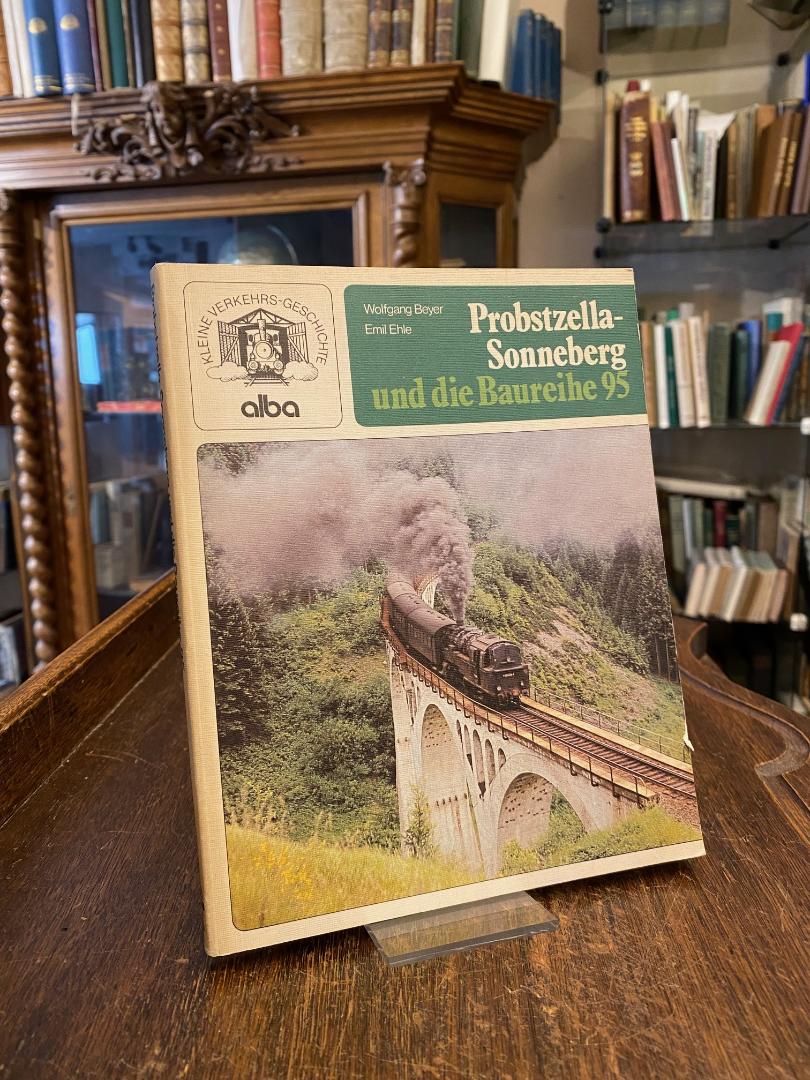 KLEINE VERKEHRS-GESCHICHTE
alba
Wolfgang Beyer
Emil Ehle
Probstzella-
Sonneberg
und die Baureihe 95